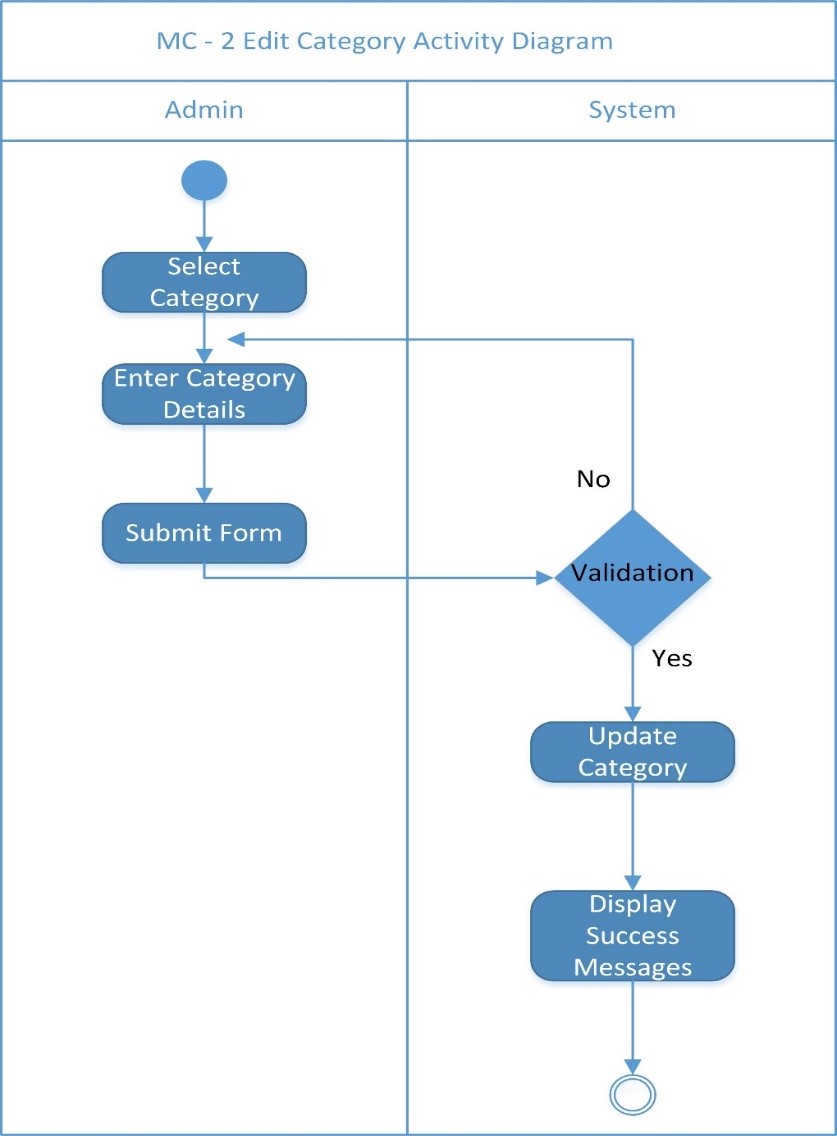 MC - 2 Edit Category Activity Diagram
Admin
System
Select
Category
Enter Category
Details
Submit Form
No
Validation
Yes
Update
Category
Display
Success
Messages